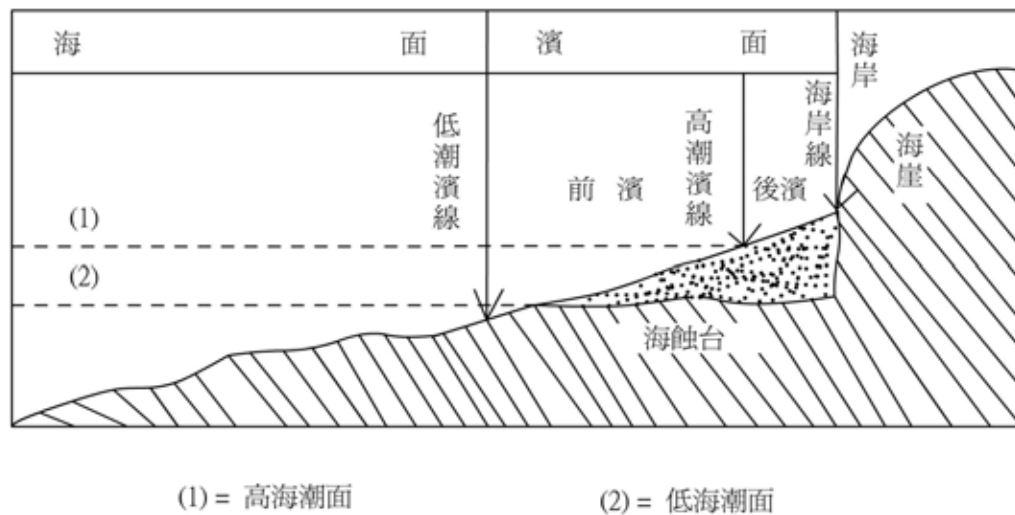 海面
濱面
海岸
低潮濱線
高潮濱線
海岸線
前濱
後濱
海崖
(1)
(2)
海蝕台
(1) = 高海潮面
(2) = 低海潮面